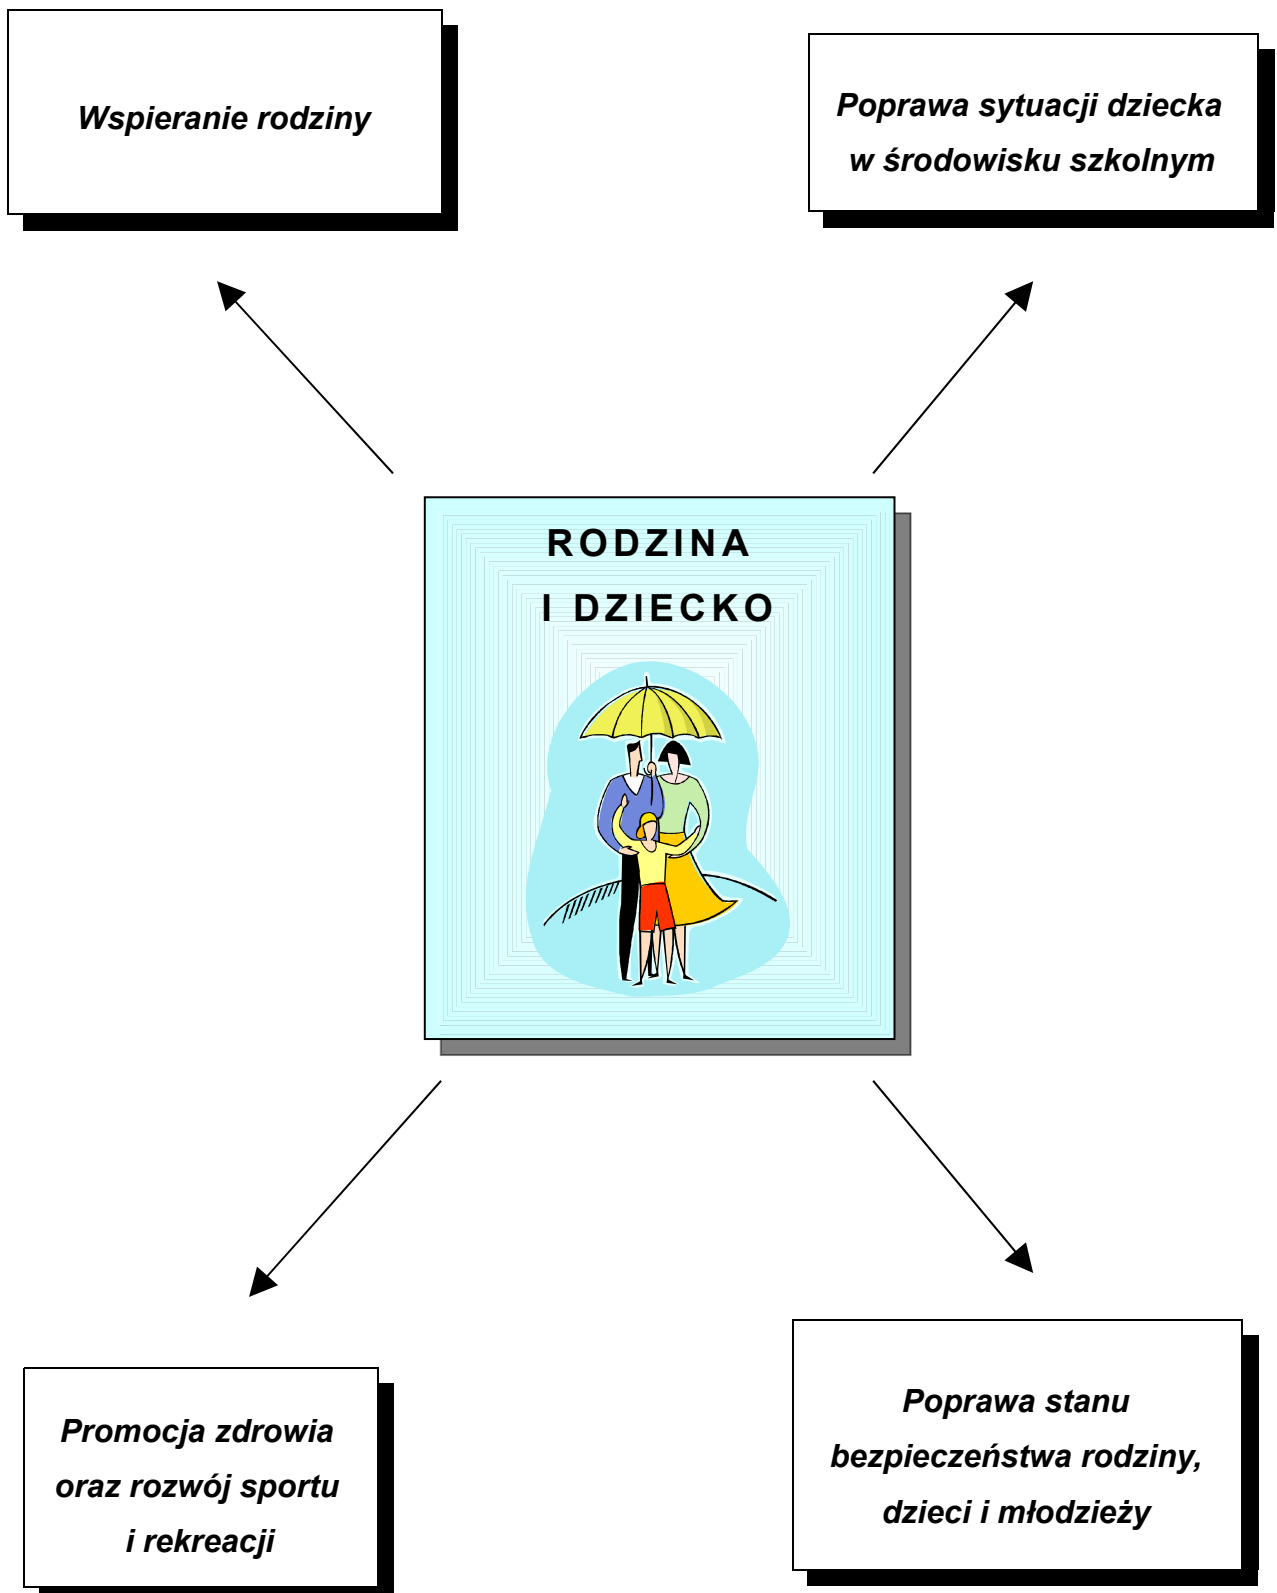 Wspieranie rodziny
Poprawa sytuacji dziecka
w środowisku szkolnym
RODZINA
I DZIECKO
Promocja zdrowia
oraz rozwój sportu
i rekreacji
Poprawa stanu
bezpieczeństwa rodziny,
dzieci i młodzieży